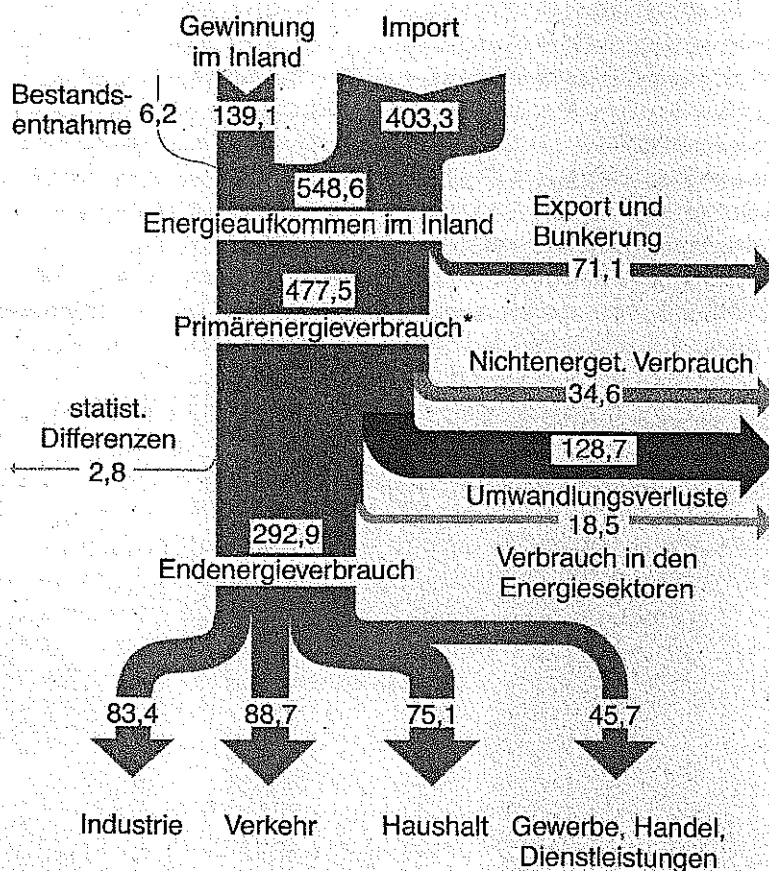 Gewinnung
im Inland
Import
Bestands-
entnahme
6,2
139,1
403,3
548,6
Energieaufkommen im Inland
Export und
Bunkerung
71,1
477,5
Primärenergieverbrauch*
Nichtenerget. Verbrauch
34,6
statist.
Differenzen
2,8
128,7
Umwandlungsverluste
18,5
Verbrauch in den
Energiesektoren
292,9
Endenergieverbrauch
83,4
88,7
75,1
45,7
Industrie
Verkehr
Haushalt
Gewerbe, Handel,
Dienstleistungen